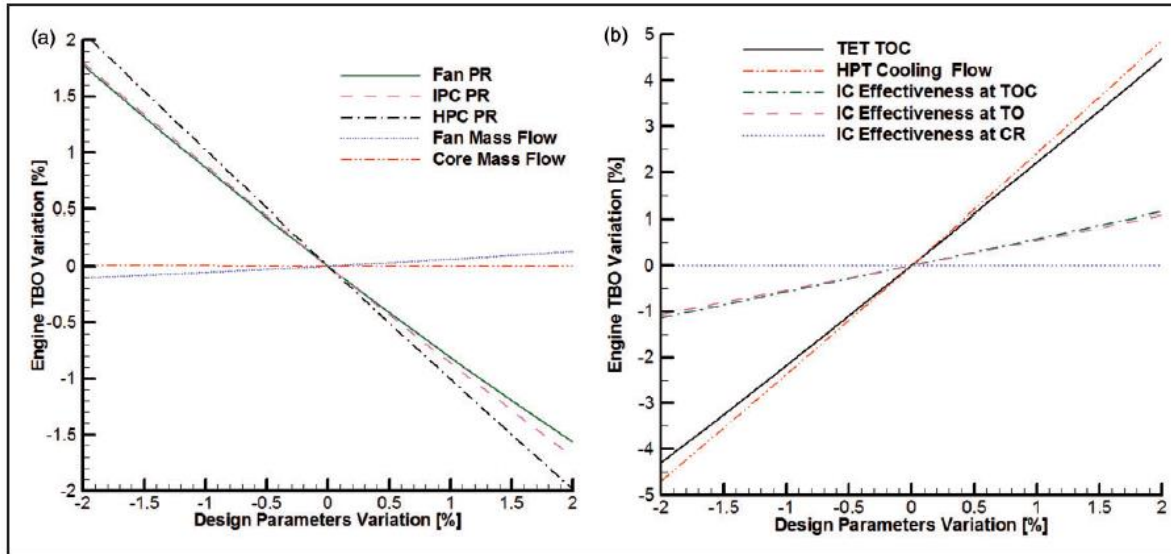 (a)
2
1.5
1
0.5
0
-0.5
-1
-1.5
-2
Engine TBO Variation [%]
Fan PR
IPC PR
HPC PR
Fan Mass Flow
Core Mass Flow
-2 -1.5 -1 -0.5 0 0.5 1 1.5 2
Design Parameters Variation [%]
(b)
5
4
3
2
1
0
-1
-2
-3
-4
-5
Engine TBO Variation [%]
TET TOC
HPT Cooling Flow
IC Effectiveness at TOC
IC Effectiveness at TO
IC Effectiveness at CR
-2 -1.5 -1 -0.5 0 0.5 1 1.5 2
Design Parameters Variation [%]